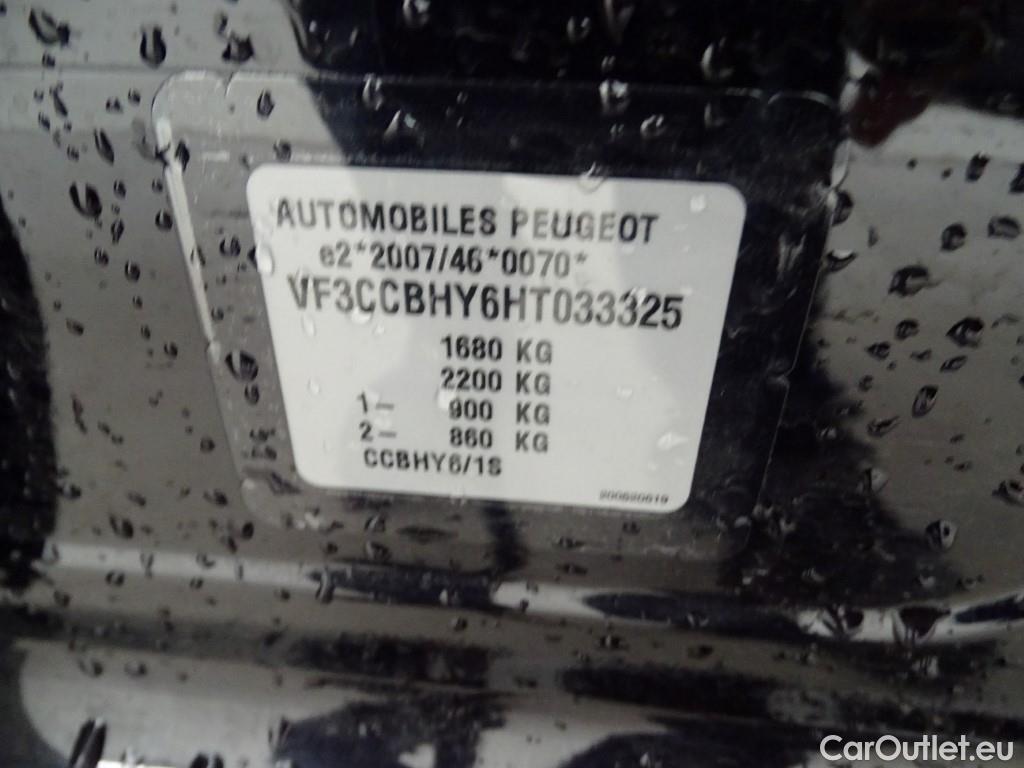 AUTOMOBILES PEUGEOT
e2*2007/46*0070*
VF3CCBHY6HT033325
1680 KG
2200 KG
1- 900 KG
2- 860 KG
CCBHY6/1S
200620619
CarOutlet.eu